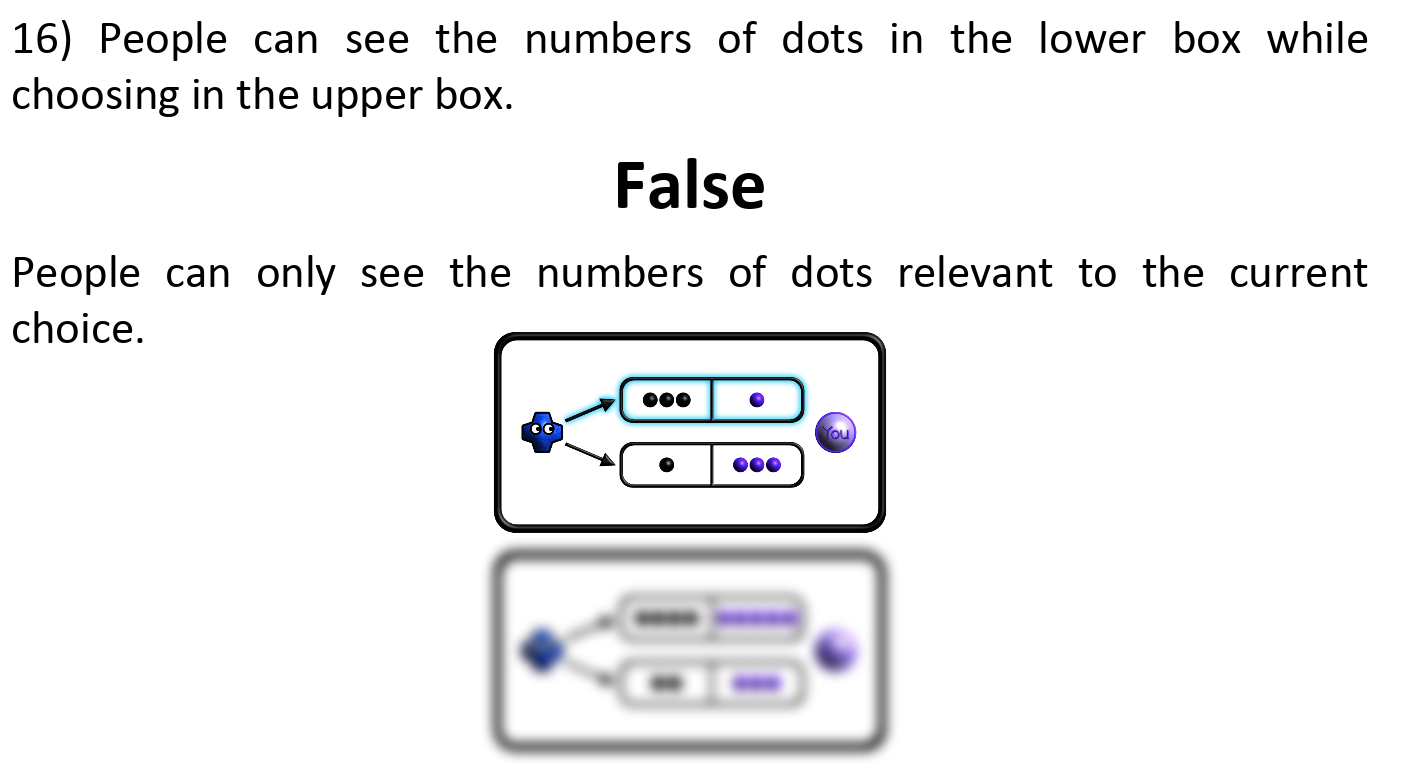 16) People can see the numbers of dots in the lower box while
choosing in the upper box.
False
People can only see the numbers of dots relevant to the current
choice.
You